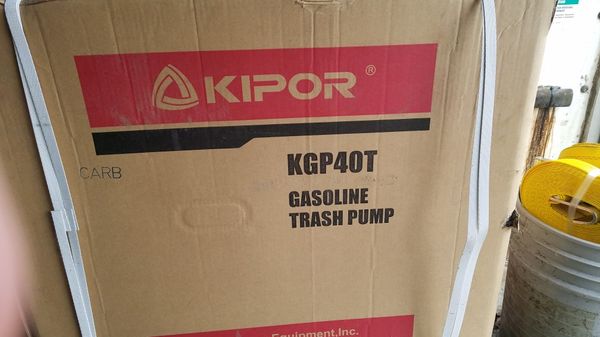 KIPOR ®
CARB
KGP40T
GASOLINE
TRASH PUMP
Equipment,Inc.